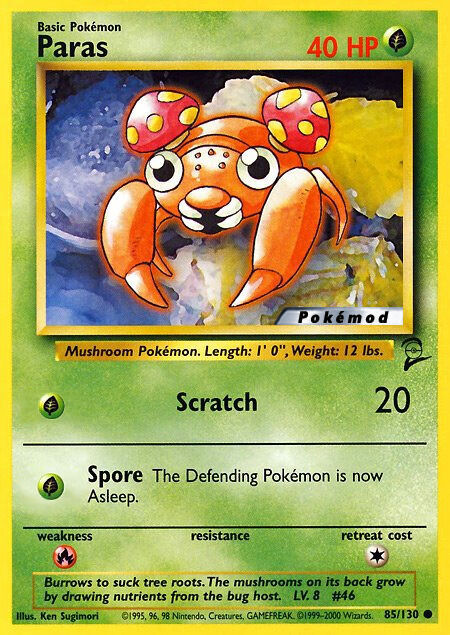 Basic Pokémon
Paras 40 HP
Pokémod
Mushroom Pokémon. Length: 1' 0", Weight: 12 lbs.
Scratch 20
Spore The Defending Pokémon is now
Asleep.
weakness resistance retreat cost
Burrows to suck tree roots. The mushrooms on its back grow
by drawing nutrients from the bug host. LV. 8 #46
Illus. Ken Sugimori ©1995, 96, 98 Nintendo, Creatures, GAMEFREAK. ©1999-2000 Wizards. 85/130